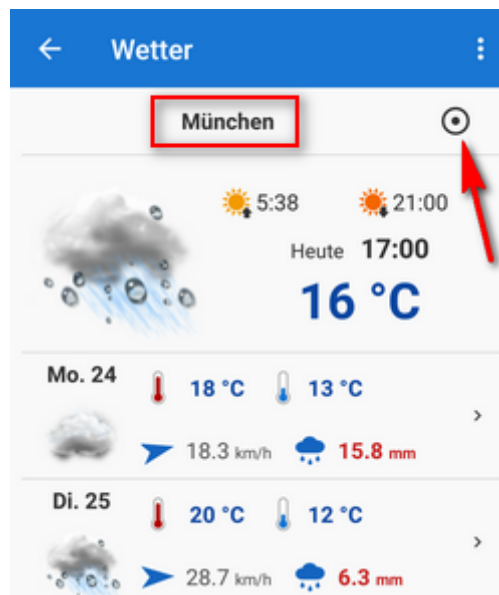 Wetter
München
5:38 21:00
Heute 17:00
16 °C
Mo. 24 18 °C 13 °C
18.3 km/h 15.8 mm
Di. 25 20 °C 12 °C
28.7 km/h 6.3 mm